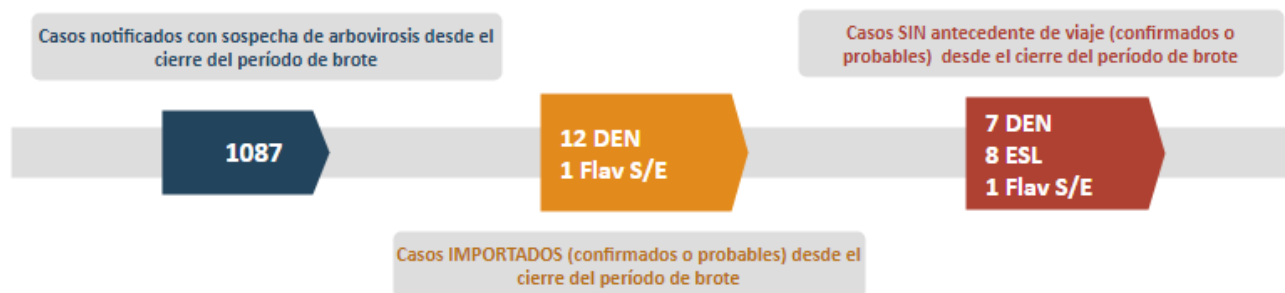 Casos notificados con sospecha de arbovirosis desde el
cierre del período de brote
1087
12 DEN
1 Flav S/E
Casos IMPORTADOS (confirmados o probables) desde el
cierre del período de brote
Casos SIN antecedente de viaje (confirmados o
probables) desde el cierre del período de brote
7 DEN
8 ESL
1 Flav S/E